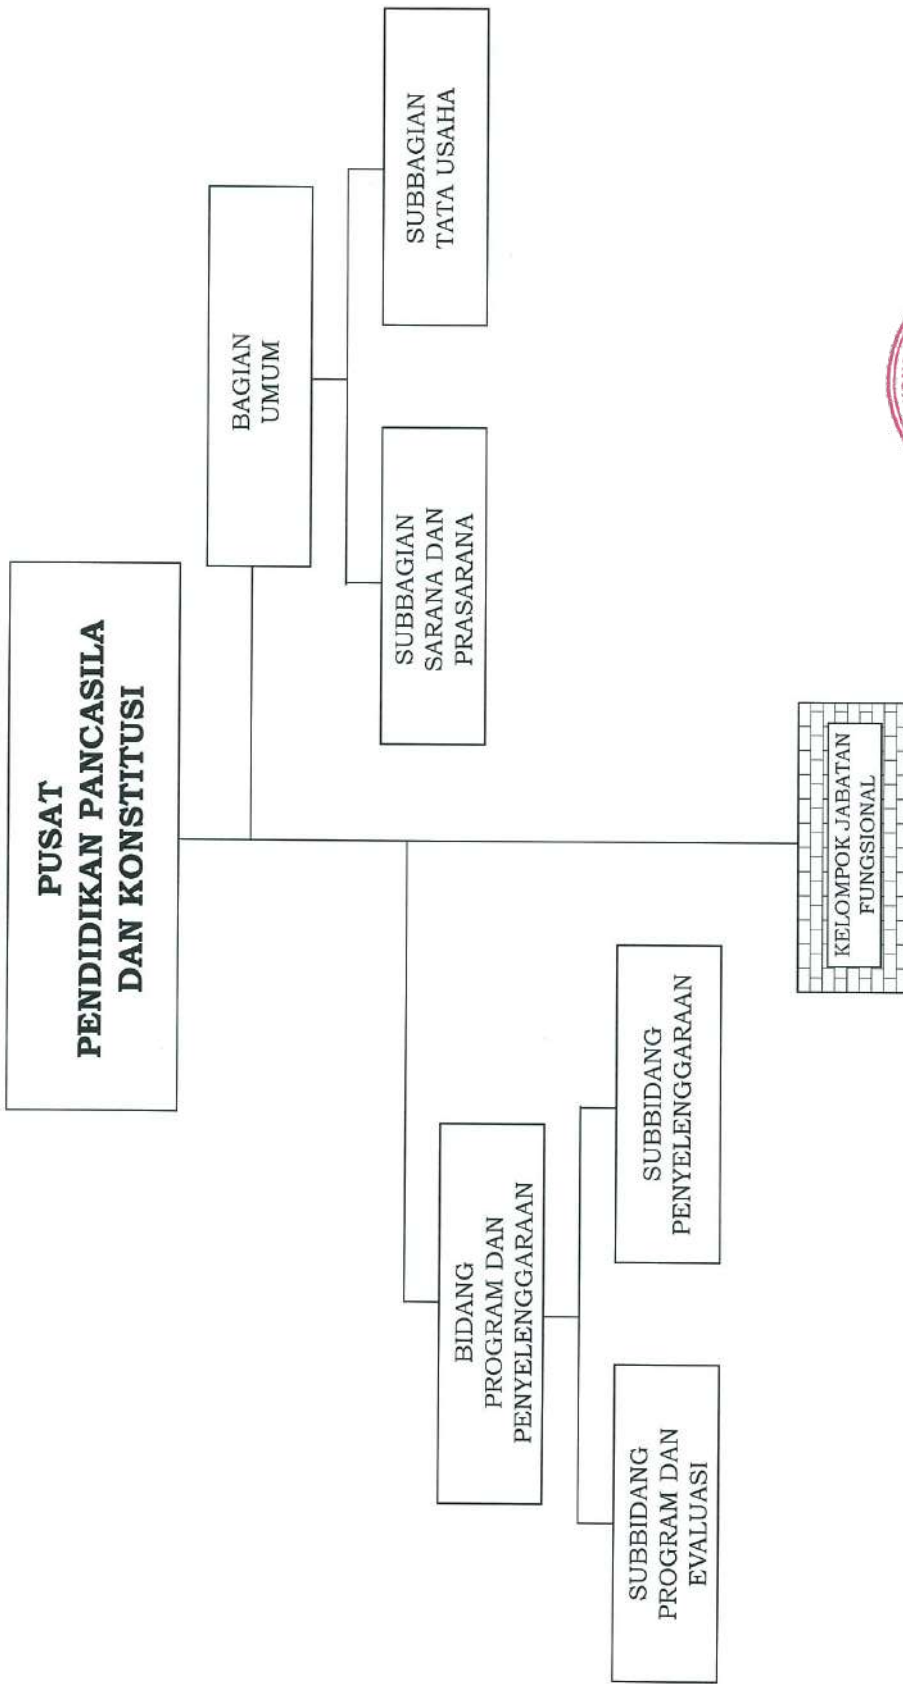 PUSAT
PENDIDIKAN PANCASILA
DAN KONSTITUSI
BAGIAN
UMUM
SUBBAGIAN
SARANA DAN
PRASARANA
SUBBAGIAN
TATA USAHA
BIDANG
PROGRAM DAN
PENYELENGGARAAN
SUBBIDANG
PROGRAM DAN
EVALUASI
SUBBIDANG
PENYELENGGARAAN
KELOMPOK JABATAN
FUNGSIONAL